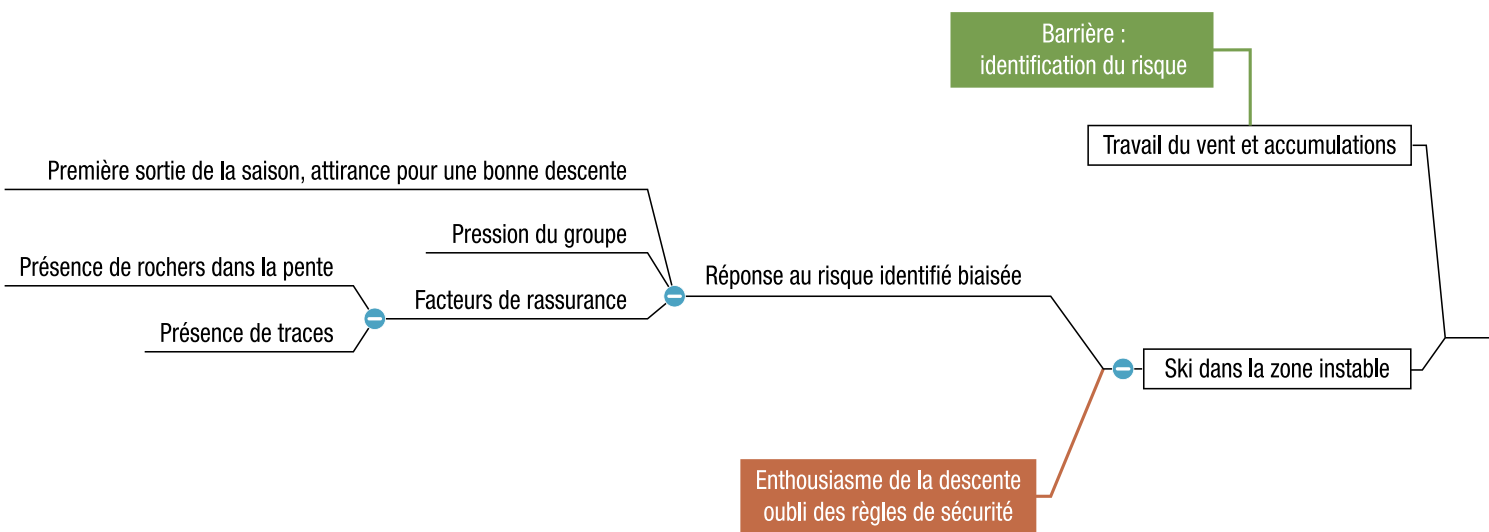 Barrière :
identification du risque
Travail du vent et accumulations
Première sortie de la saison, attirance pour une bonne descente
Pression du groupe
Présence de rochers dans la pente
Réponse au risque identifié biaisée
Facteurs de rassurance
Présence de traces
Ski dans la zone instable
Enthousiasme de la descente
oubli des règles de sécurité